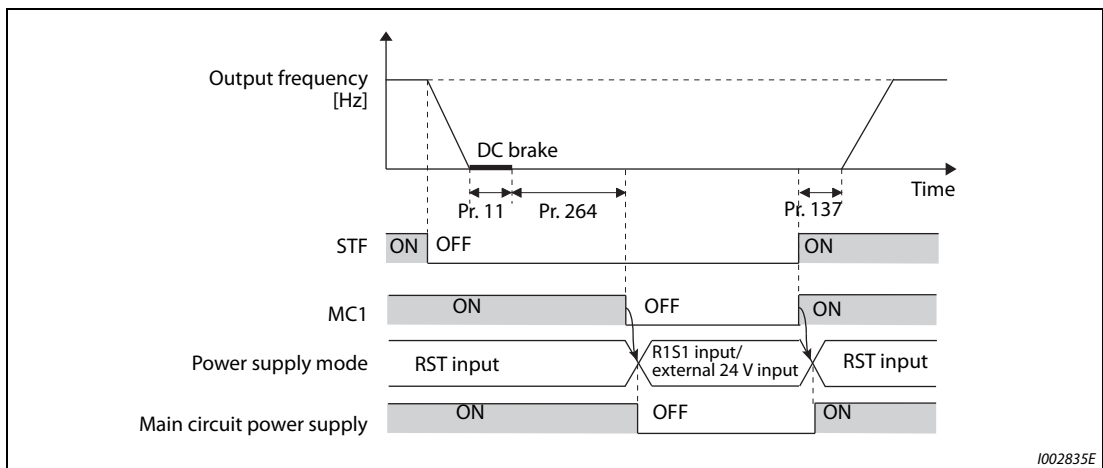 Output frequency
[Hz]
DC brake
Time
Pr. 11
Pr. 264
Pr. 137
STF
ON
OFF
ON
MC1
ON
OFF
ON
Power supply mode
RST input
R1S1 input/
external 24 V input
RST input
Main circuit power supply
ON
OFF
ON
I002835E